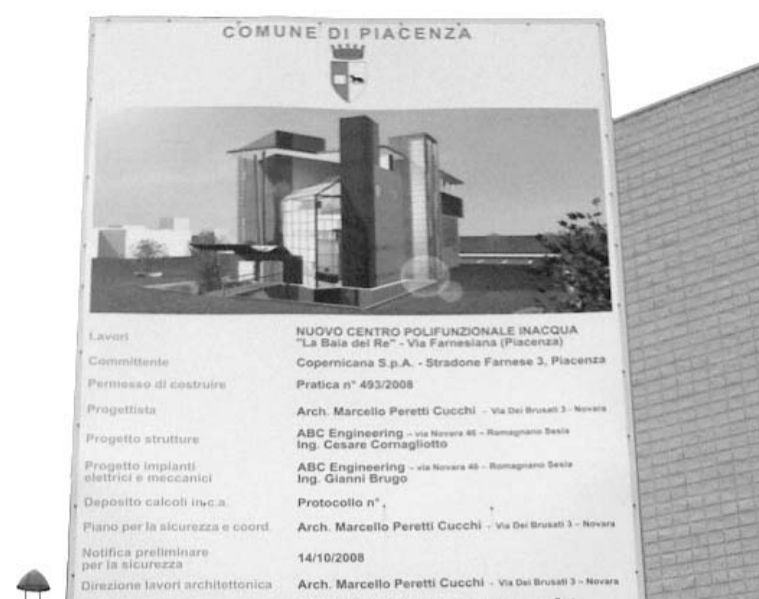 COMUNE DI PIACENZA
Lavori NUOVO CENTRO POLIFUNZIONALE INACQUA
"La Baia del Re" - Via Farnesiana (Piacenza)
Committente Copernicana S.p.A. - Stradone Farnese 3, Piacenza
Permesso di costruire Pratica n° 493/2008
Progettista Arch. Marcello Peretti Cucchi - Via Dei Brusati 3 - Novara
Progetto strutture ABC Engineering - via Novara 46 - Romagnano Sesia
Ing. Cesare Cornagliotto
Progetto impianti ABC Engineering - via Novara 46 - Romagnano Sesia
elettrici e meccanici Ing. Gianni Brugo
Deposito calcoli in c.a. Protocollo n°
Piano per la sicurezza e coord. Arch. Marcello Peretti Cucchi - Via Dei Brusati 3 - Novara
Notifica preliminare
per la sicurezza 14/10/2008
Direzione lavori architettonica Arch. Marcello Peretti Cucchi - Via Dei Brusati 3 - Novara